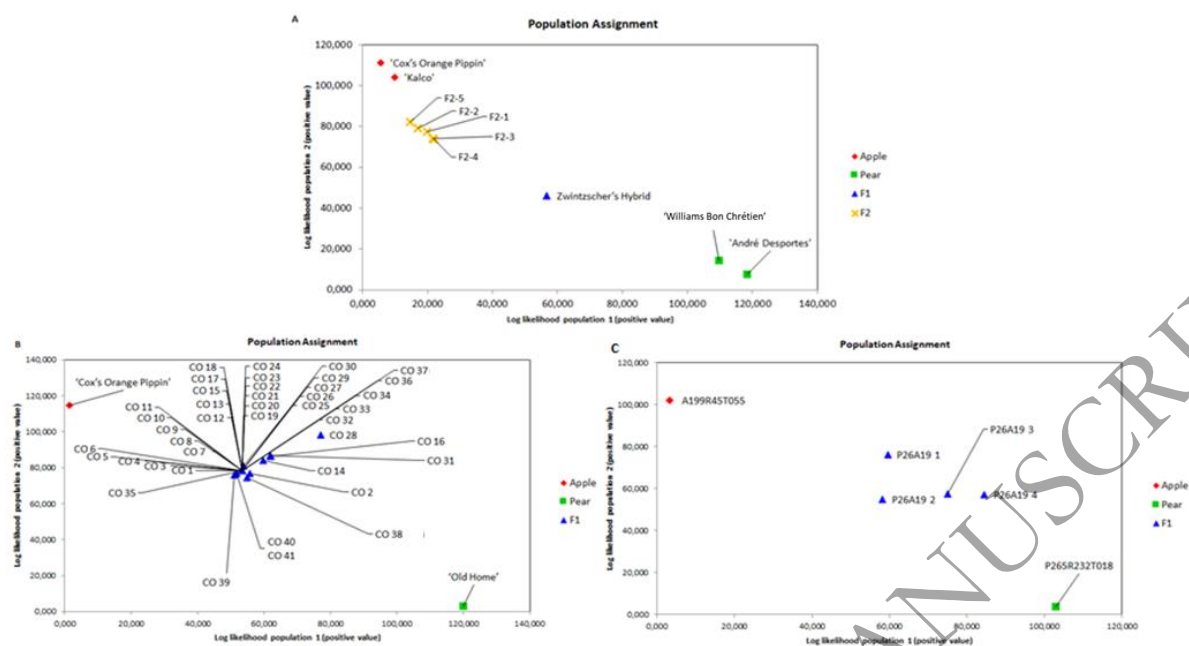 A
Population Assignment
Log likelihood population 2 (positive value)
120,000
100,000
80,000
60,000
40,000
20,000
0,000
'Cox's Orange Pippin'
'Kalco'
F2-5
F2-2
F2-1
F2-3
F2-4
Zwintzscher's Hybrid
'Williams Bon Chrétien'
'André Desportes'
0,000 20,000 40,000 60,000 80,000 100,000 120,000 140,000
Log likelihood population 1 (positive value)
Apple
Pear
F1
F2
B
Population Assignment
Log likelihood population 2 (positive value)
140,000
120,000
100,000
80,000
60,000
40,000
20,000
0,000
'Cox's Orange Pippin'
CO 18
CO 17
CO 15
CO 13
CO 12
CO 24
CO 23
CO 22
CO 21
CO 20
CO 19
CO 30
CO 29
CO 27
CO 26
CO 25
CO 37
CO 36
CO 34
CO 33
CO 32
CO 28
CO 11
CO 10
CO 9
CO 8
CO 7
CO 6
CO 5
CO 4
CO 3
CO 1
CO 35
CO 16
CO 31
CO 14
CO 2
CO 38
CO 40
CO 41
CO 39
'Old Home'
0,000 20,000 40,000 60,000 80,000 100,000 120,000 140,000
Log likelihood population 1 (positive value)
Apple
Pear
F1
C
Population Assignment
Log likelihood population 2 (positive value)
120,000
100,000
80,000
60,000
40,000
20,000
0,000
A199R45T055
P26A19 3
P26A19 1
P26A19 2
P26A19 4
P265R232T018
0,000 20,000 40,000 60,000 80,000 100,000 120,000
Log likelihood population 1 (positive value)
Apple
Pear
F1
MANUSCRI